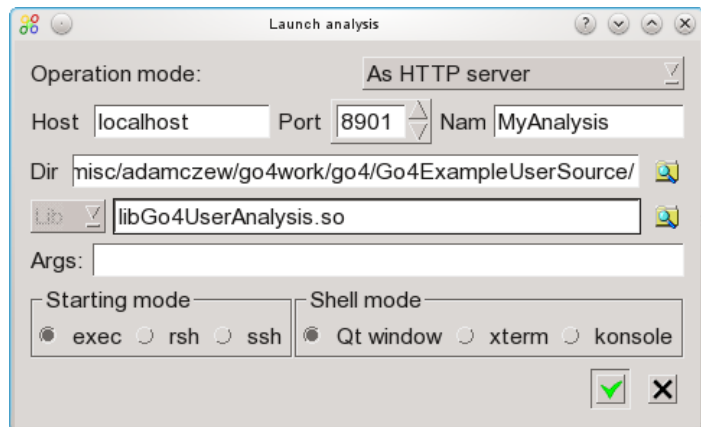 Launch analysis
Operation mode: As HTTP server
Host localhost Port 8901 Nam MyAnalysis
Dir misc/adamczew/go4work/go4/Go4ExampleUserSource/
Lib libGo4UserAnalysis.so
Args:
Starting mode Shell mode
exec rsh ssh Qt window xterm konsole